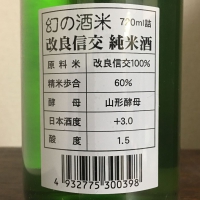 幻の酒米 720ml詰
改良信交 純米酒
原料米 改良信交100%
精米歩合 60%
酵母 山形酵母
日本酒度 +3.0
酸度 1.5
4 932775 300398